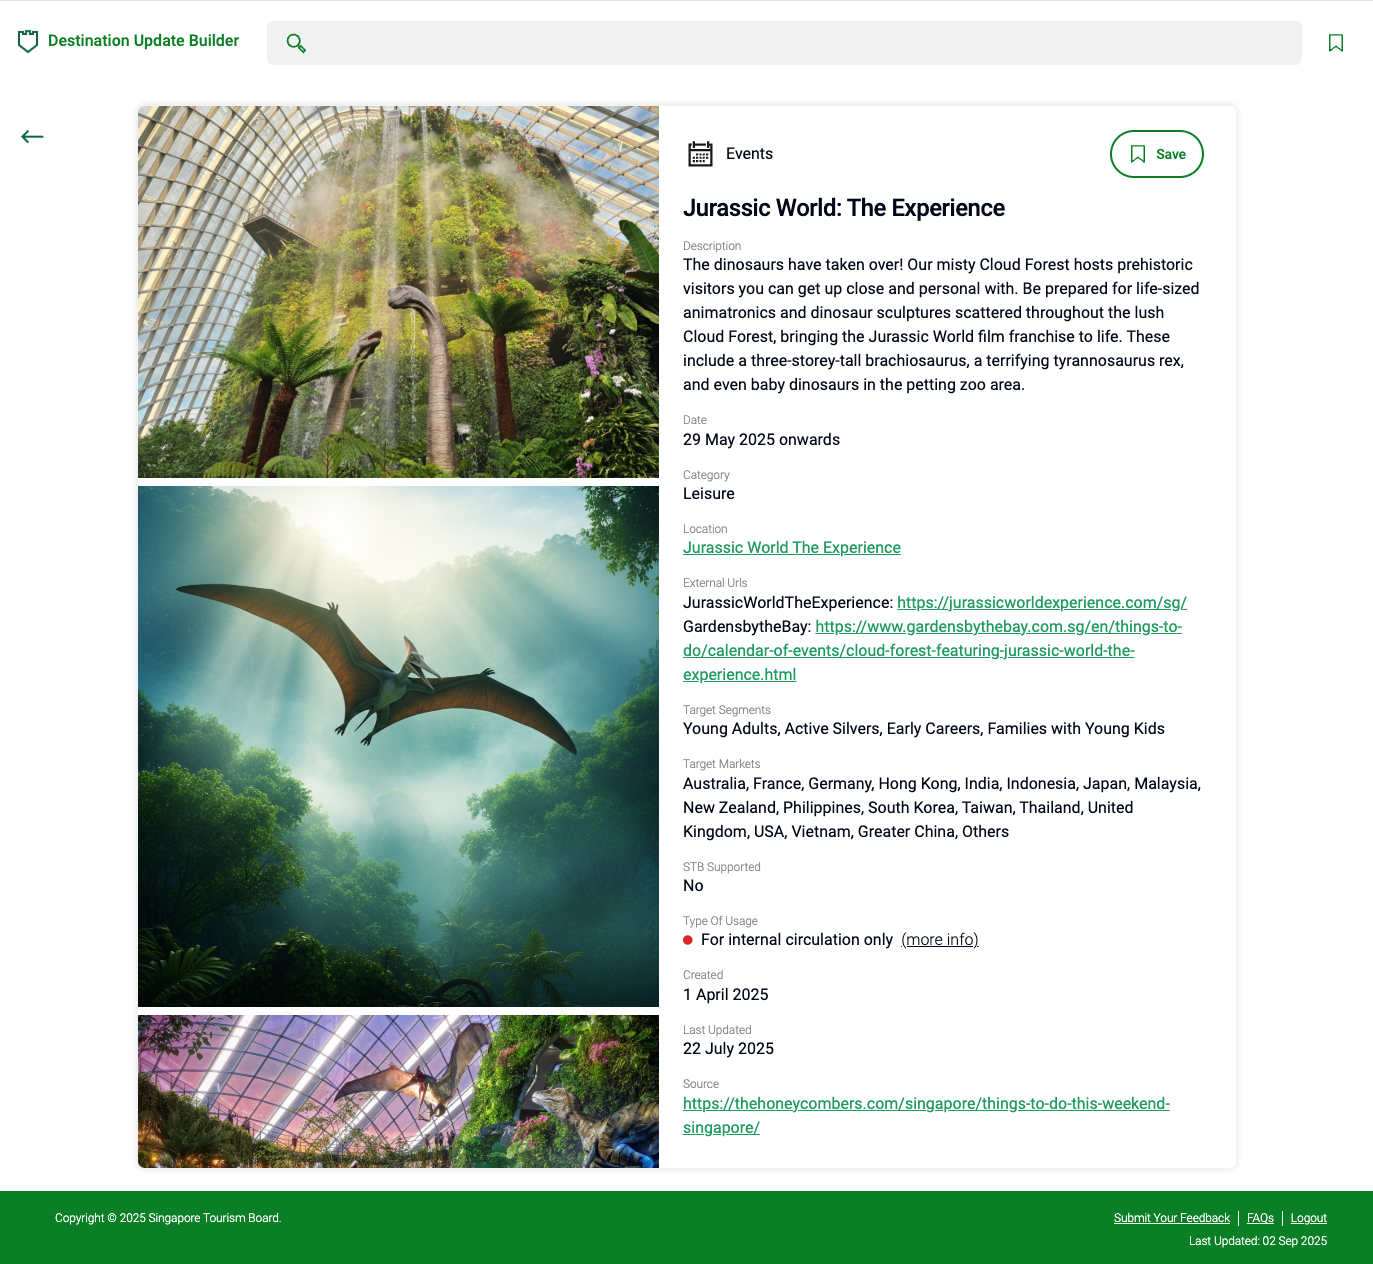 Destination Update Builder
Events
Save
Jurassic World: The Experience
Description
The dinosaurs have taken over! Our misty Cloud Forest hosts prehistoric
visitors you can get up close and personal with. Be prepared for life-sized
animatronics and dinosaur sculptures scattered throughout the lush
Cloud Forest, bringing the Jurassic World film franchise to life. These
include a three-storey-tall brachiosaurus, a terrifying tyrannosaurus rex,
and even baby dinosaurs in the petting zoo area.
Date
29 May 2025 onwards
Category
Leisure
Location
Jurassic World The Experience
External Urls
JurassicWorldTheExperience: https://jurassicworldexperience.com/sg/
GardensbytheBay: https://www.gardensbythebay.com.sg/en/things-to-
do/calendar-of-events/cloud-forest-featuring-jurassic-world-the-
experience.html
Target Segments
Young Adults, Active Silvers, Early Careers, Families with Young Kids
Target Markets
Australia, France, Germany, Hong Kong, India, Indonesia, Japan, Malaysia,
New Zealand, Philippines, South Korea, Taiwan, Thailand, United
Kingdom, USA, Vietnam, Greater China, Others
STB Supported
No
Type Of Usage
For internal circulation only (more info)
Created
1 April 2025
Last Updated
22 July 2025
Source
https://thehoneycombers.com/singapore/things-to-do-this-weekend-
singapore/
Copyright © 2025 Singapore Tourism Board.
Submit Your Feedback | FAQs | Logout
Last Updated: 02 Sep 2025